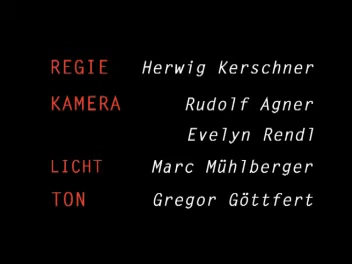 REGIE Herwig Kerschner
KAMERA Rudolf Agner
Evelyn Rendl
LICHT Marc Mühlberger
TON Gregor Göttfert